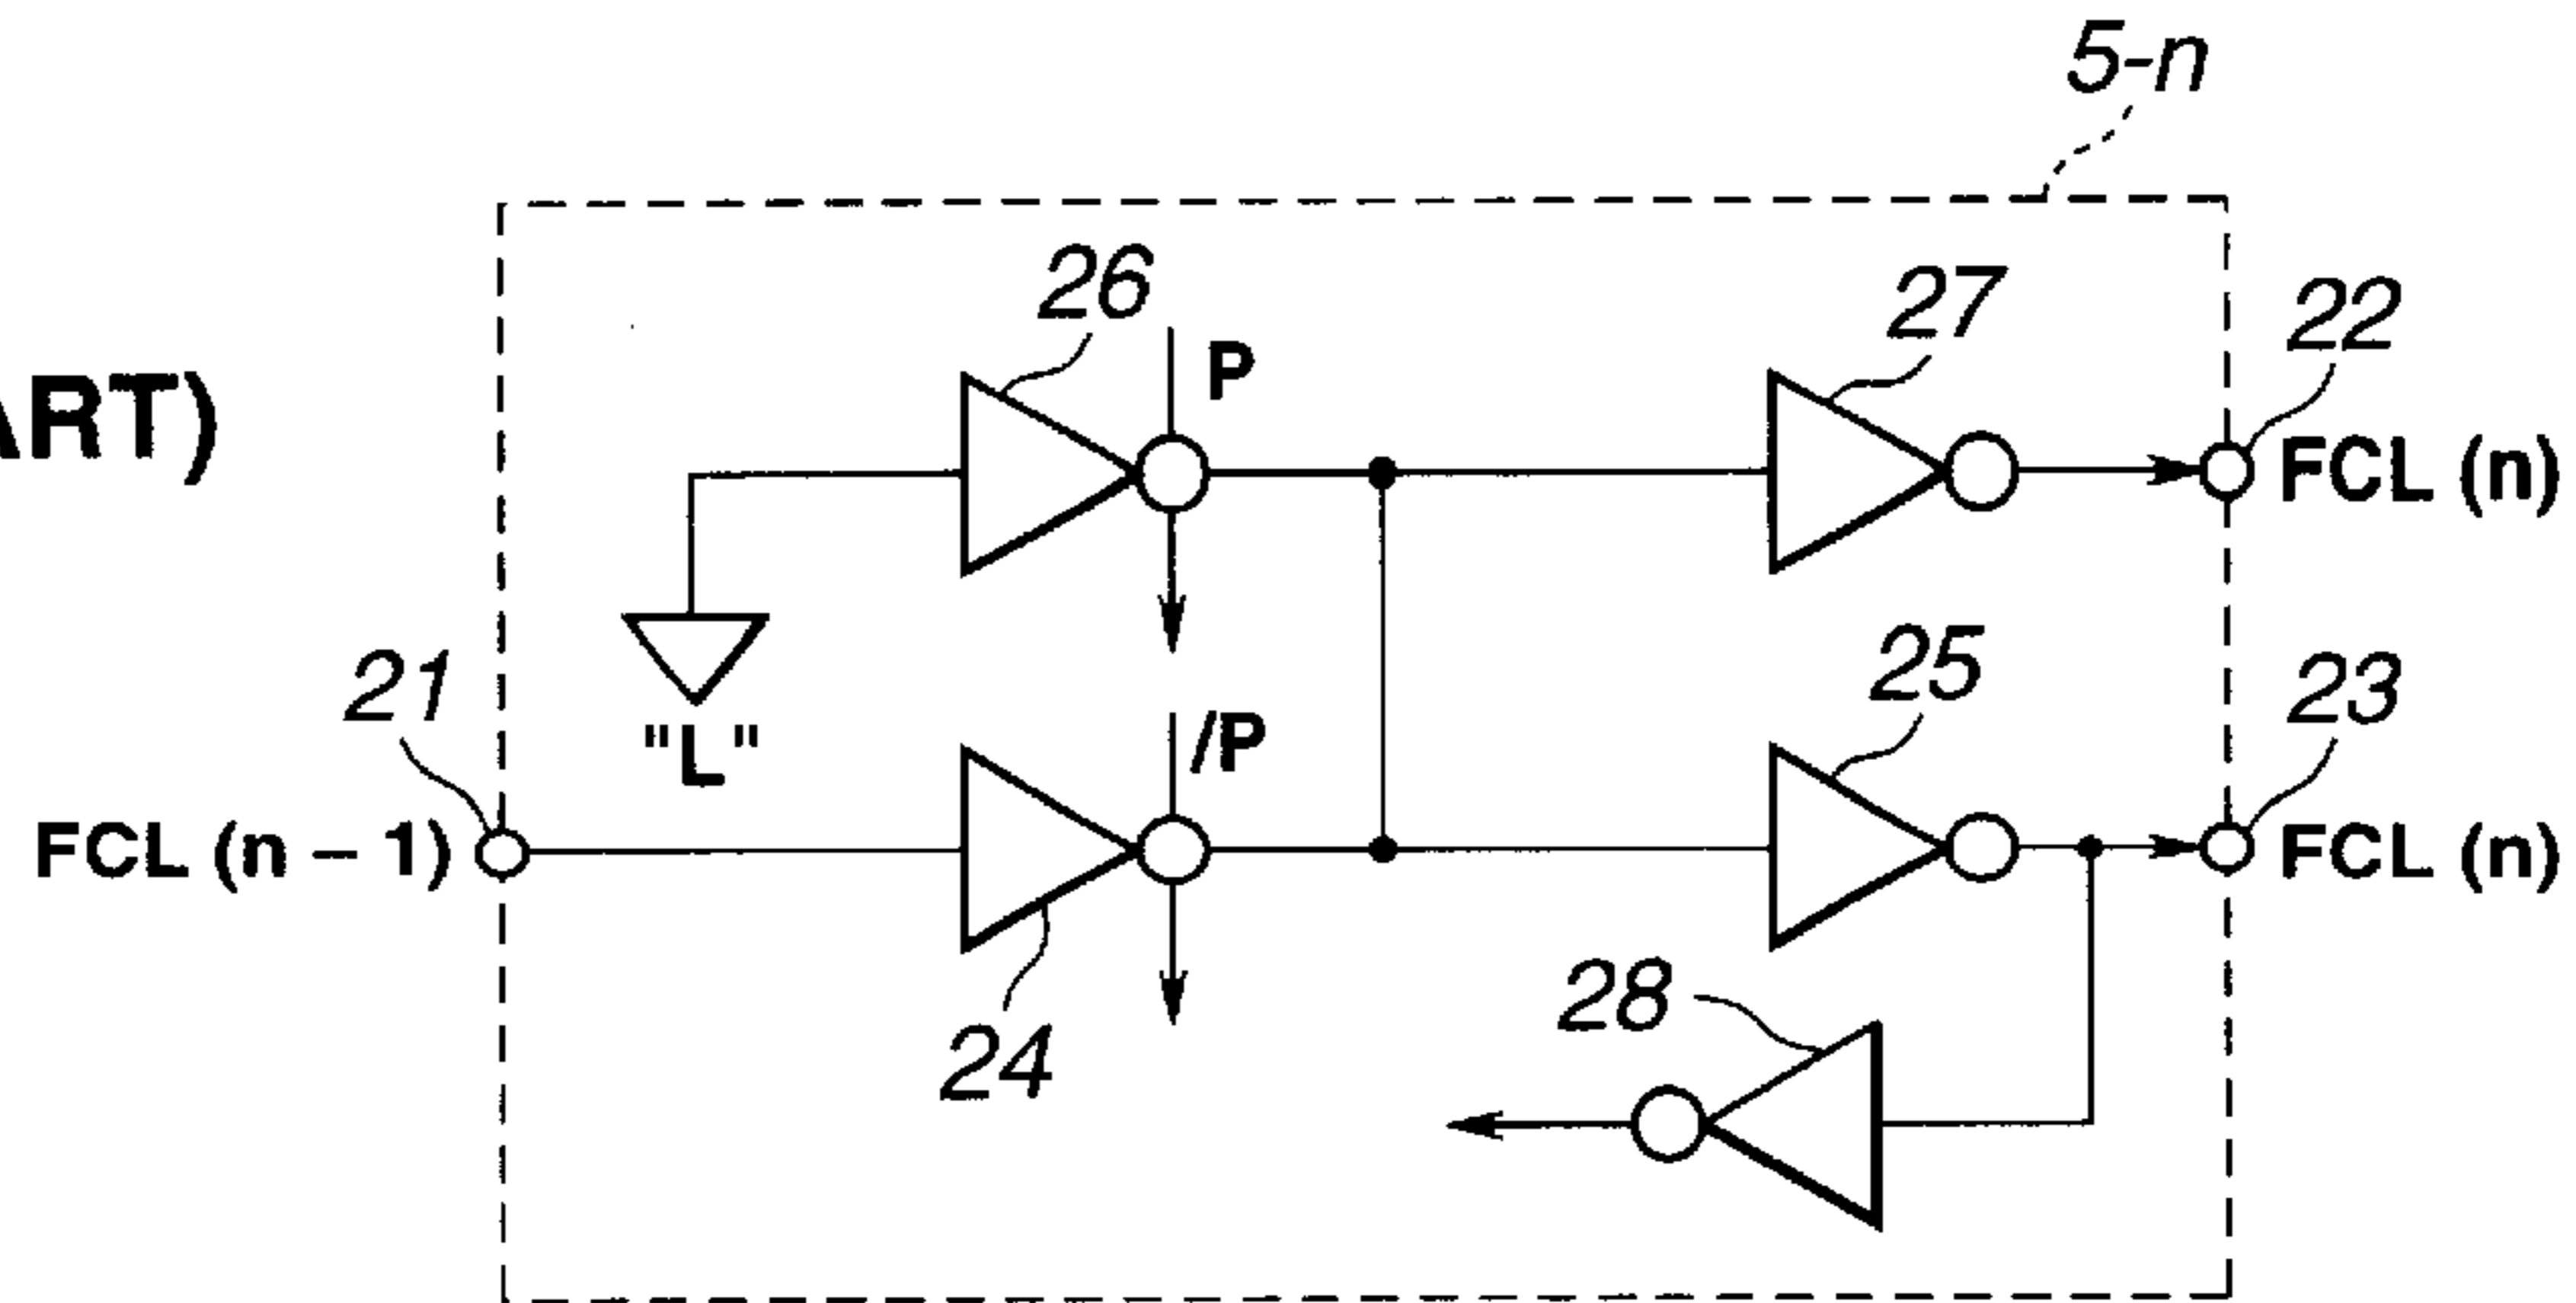 5-n
26
P
27
22
ART)
FCL (n)
21
"L"
/P
25
23
FCL (n – 1)
FCL (n)
24
28